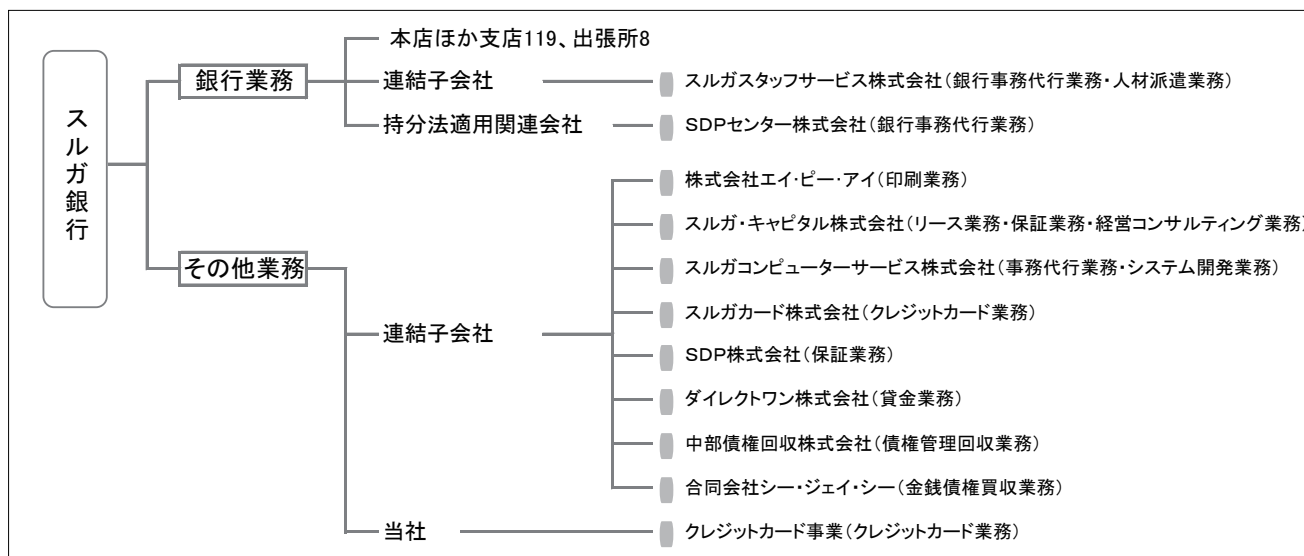 スルガ銀行
銀行業務
本店ほか支店119、出張所8
連結子会社
スルガスタッフサービス株式会社(銀行事務代行業務・人材派遣業務)
持分法適用関連会社
SDPセンター株式会社(銀行事務代行業務)
その他業務
連結子会社
株式会社エイ・ピー・アイ(印刷業務)
スルガ・キャピタル株式会社(リース業務・保証業務・経営コンサルティング業務)
スルガコンピューターサービス株式会社(事務代行業務・システム開発業務)
スルガカード株式会社(クレジットカード業務)
SDP株式会社(保証業務)
ダイレクトワン株式会社(貸金業務)
中部債権回収株式会社(債権管理回収業務)
合同会社シー・ジェイ・シー(金銭債権買収業務)
当社
クレジットカード事業(クレジットカード業務)